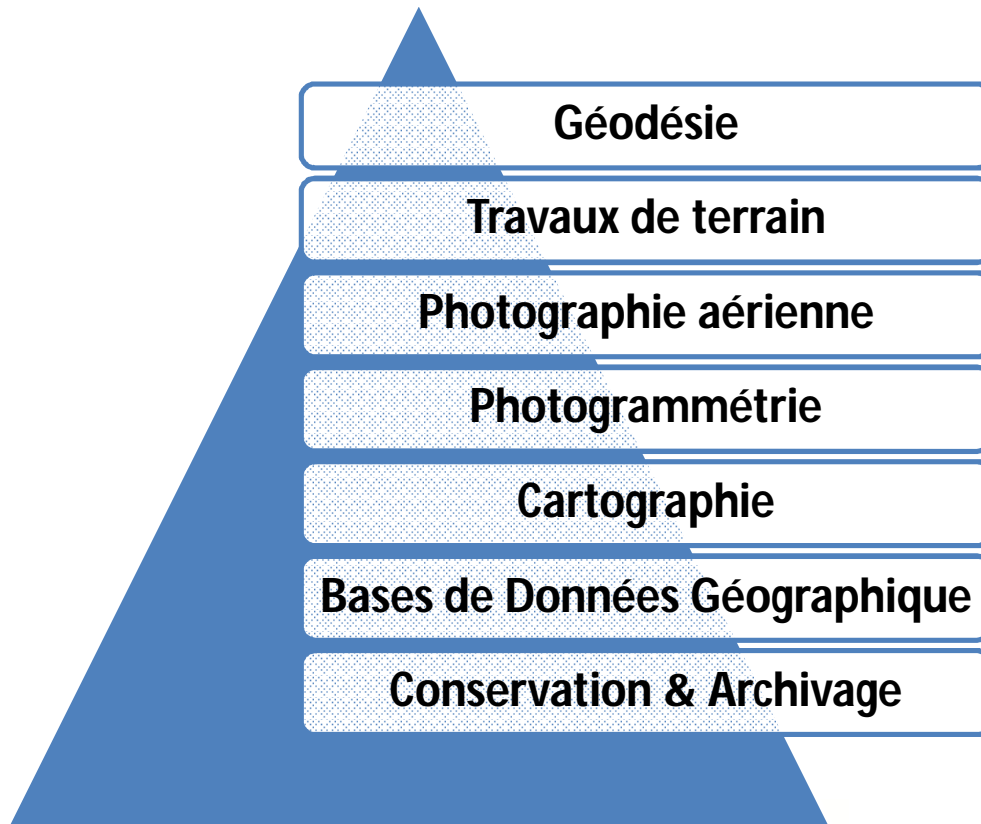 Géodésie
Travaux de terrain
Photographie aérienne
Photogrammétrie
Cartographie
Bases de Données Géographique
Conservation & Archivage